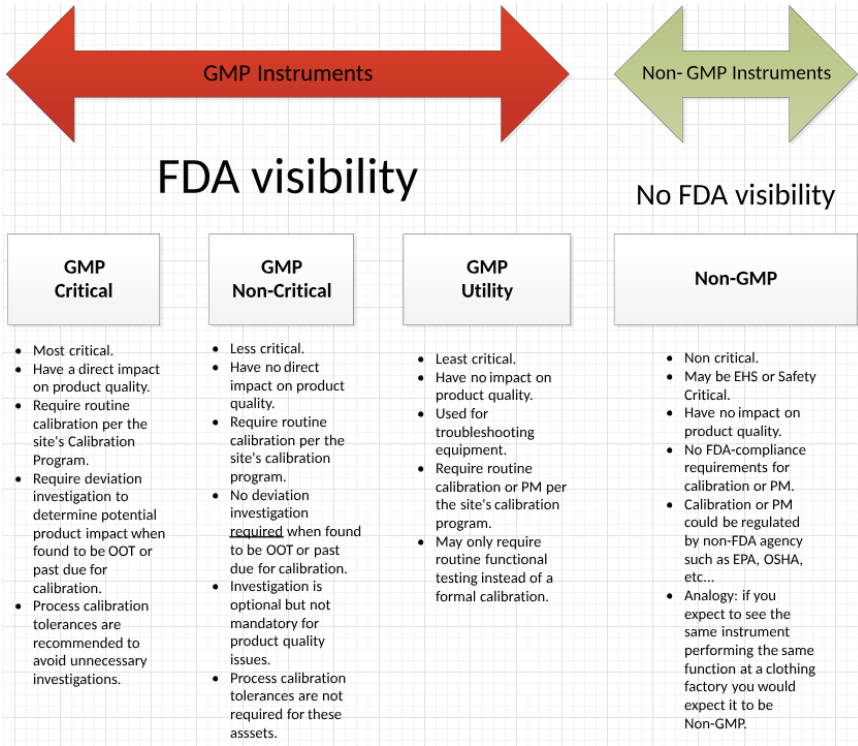 GMP Instruments
Non- GMP Instruments
FDA visibility
No FDA visibility
GMP
Critical
GMP
Non-Critical
GMP
Utility
Non-GMP
• Most critical.
• Have a direct impact
on product quality.
• Require routine
calibration per the
site's Calibration
Program.
• Require deviation
investigation to
determine potential
product impact when
found to be OOT or
past due for
calibration.
• Process calibration
tolerances are
recommended to
avoid unnecessary
investigations.
• Less critical.
• Have no direct
impact on product
quality.
• Require routine
calibration per the
site's calibration
program.
• No deviation
investigation
required when found
to be OOT or past
due for calibration.
• Investigation is
optional but not
mandatory for
product quality
issues.
• Process calibration
tolerances are not
required for these
asssets.
• Least critical.
• Have no impact on
product quality.
• Used for
troubleshooting
equipment.
• Require routine
calibration or PM per
the site's calibration
program.
• May only require
routine functional
testing instead of a
formal calibration.
• Non critical.
• May be EHS or Safety
Critical.
• Have no impact on
product quality.
• No FDA-compliance
requirements for
calibration or PM.
• Calibration or PM
could be regulated
by non-FDA agency
such as EPA, OSHA,
etc...
• Analogy: if you
expect to see the
same instrument
performing the same
function at a clothing
factory you would
expect it to be
Non-GMP.